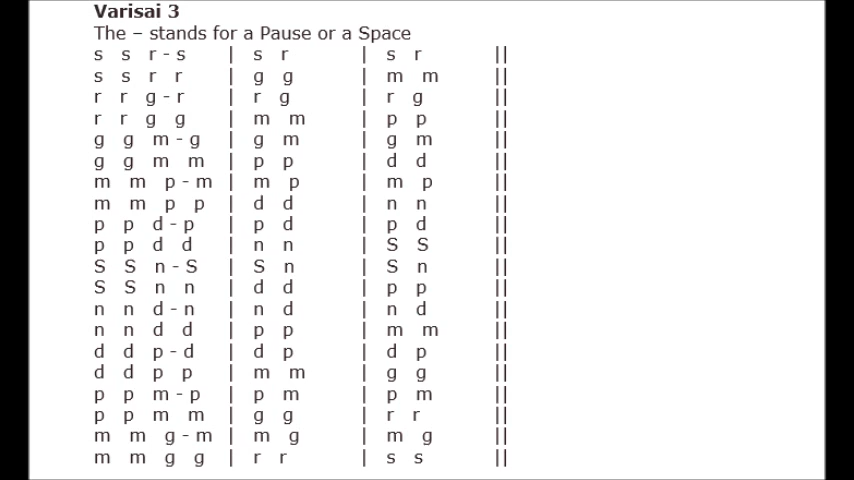 Varisai 3
The – stands for a Pause or a Space
s s r - s | s r | s r ||
s s r r | g g | m m ||
r r g - r | r g | r g ||
r r g g | m m | p p ||
g g m - g | g m | g m ||
g g m m | p p | d d ||
m m p - m | m p | m p ||
m m p p | d d | n n ||
p p d - p | p d | p d ||
p p d d | n n | S S ||
S S n - S | S n | S n ||
S S n n | d d | p p ||
n n d - n | n d | n d ||
n n d d | p p | m m ||
d d p - d | d p | d p ||
d d p p | m m | g g ||
p p m - p | p m | p m ||
p p m m | g g | r r ||
m m g - m | m g | m g ||
m m g g | r r | s s ||